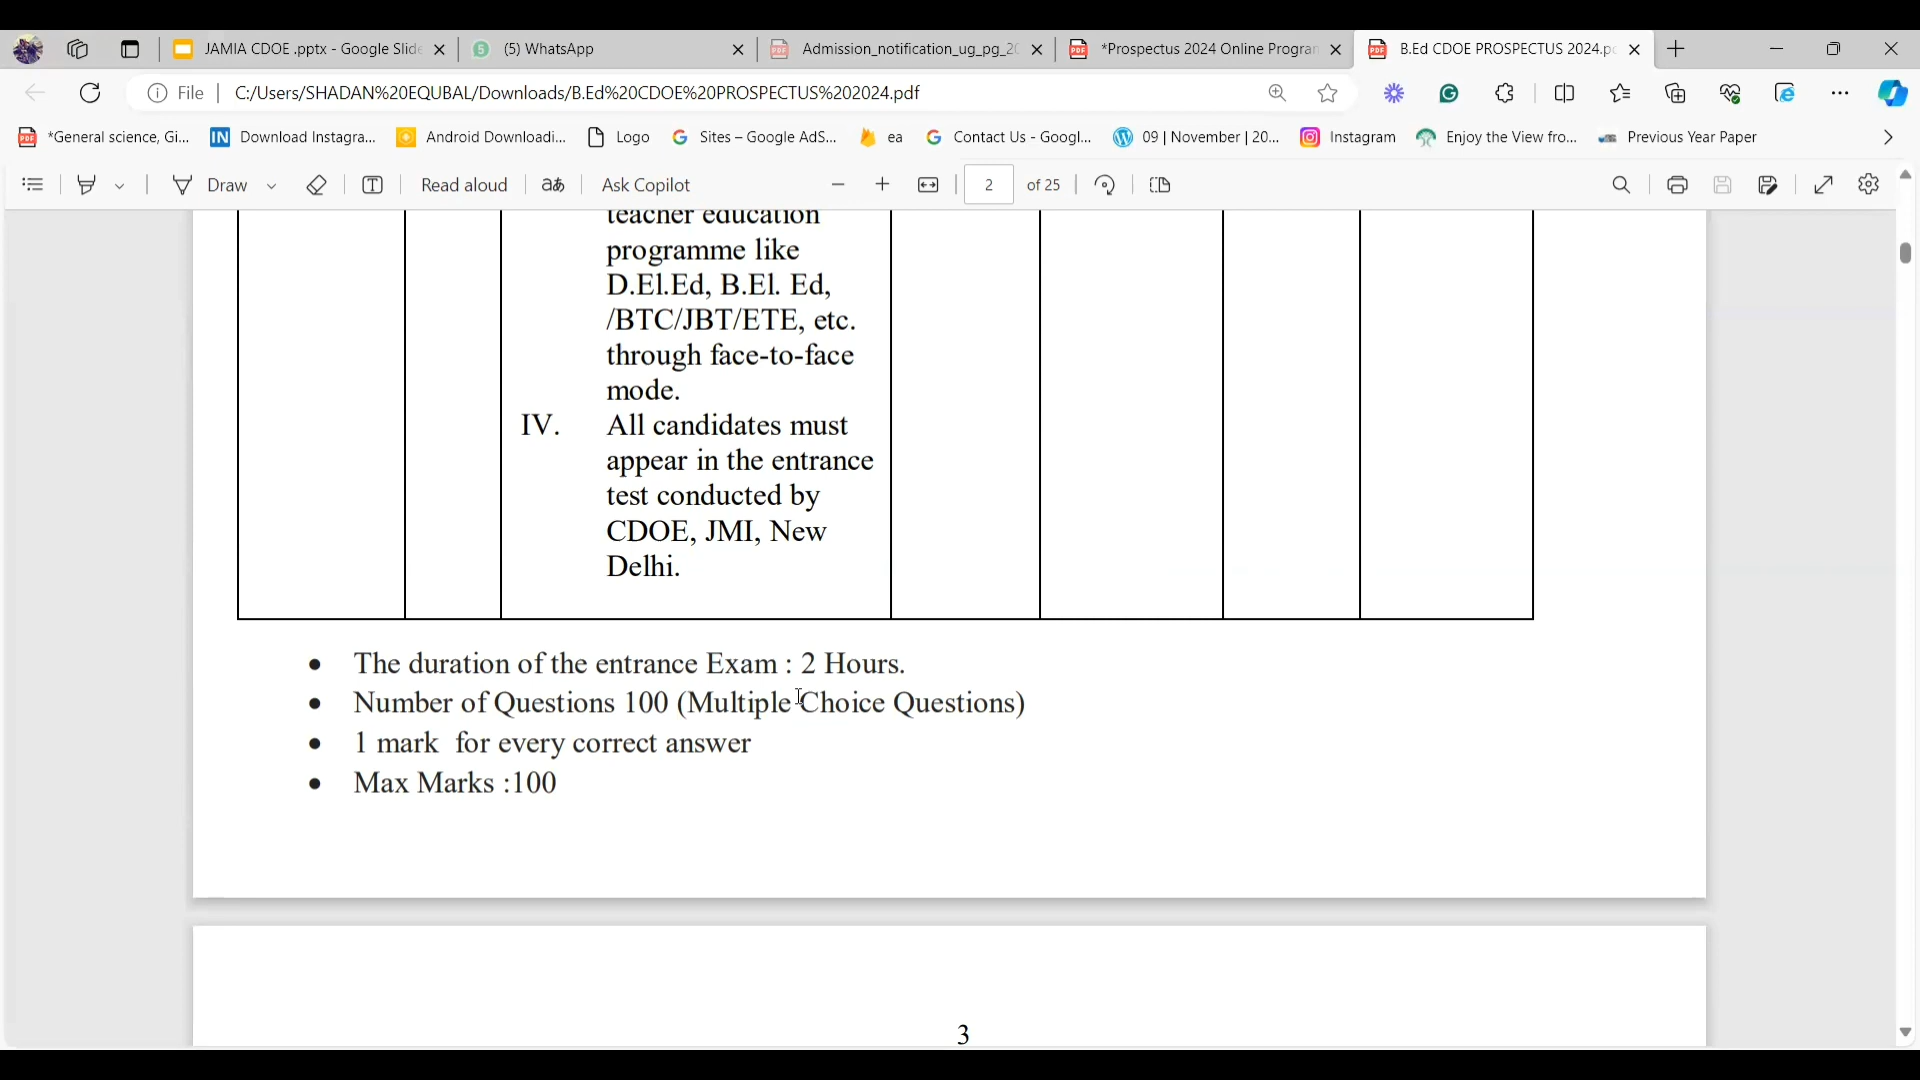 JAMIA CDOE .pptx - Google Slide
(5) WhatsApp
Admission_notification_ug_pg_20
*Prospectus 2024 Online Program
B.Ed CDOE PROSPECTUS 2024.p
File
C:/Users/SHADAN%20EQUBAL/Downloads/B.Ed%20CDOE%20PROSPECTUS%202024.pdf
*General science, Gi...
IN Download Instagra...
Android Downloadi...
Logo
Sites – Google AdS...
ea
Contact Us - Googl...
09 | November | 20...
Instagram
Enjoy the View fro...
Previous Year Paper
Draw
Read aloud
Ask Copilot
2 of 25
teacher education
programme like
D.El.Ed, B.El. Ed,
/BTC/JBT/ETE, etc.
through face-to-face
mode.
IV. All candidates must
appear in the entrance
test conducted by
CDOE, JMI, New
Delhi.
• The duration of the entrance Exam : 2 Hours.
• Number of Questions 100 (Multiple Choice Questions)
• 1 mark for every correct answer
• Max Marks :100
3